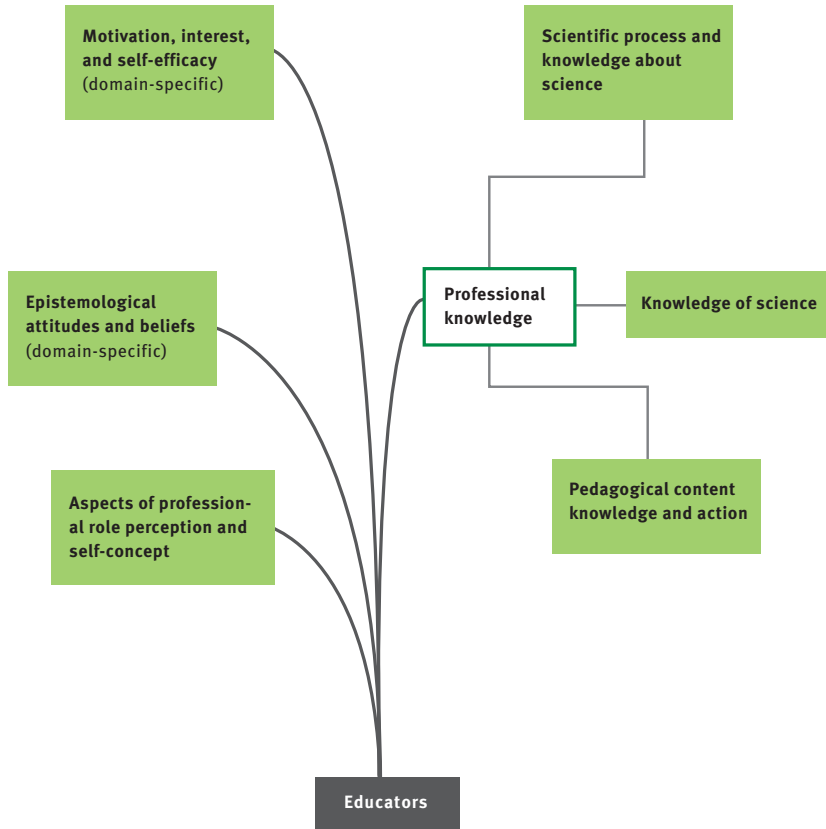 Motivation, interest,
and self-efficacy
(domain-specific)
Scientific process and
knowledge about
science
Epistemological
attitudes and beliefs
(domain-specific)
Professional
knowledge
Knowledge of science
Aspects of profession-
al role perception and
self-concept
Pedagogical content
knowledge and action
Educators